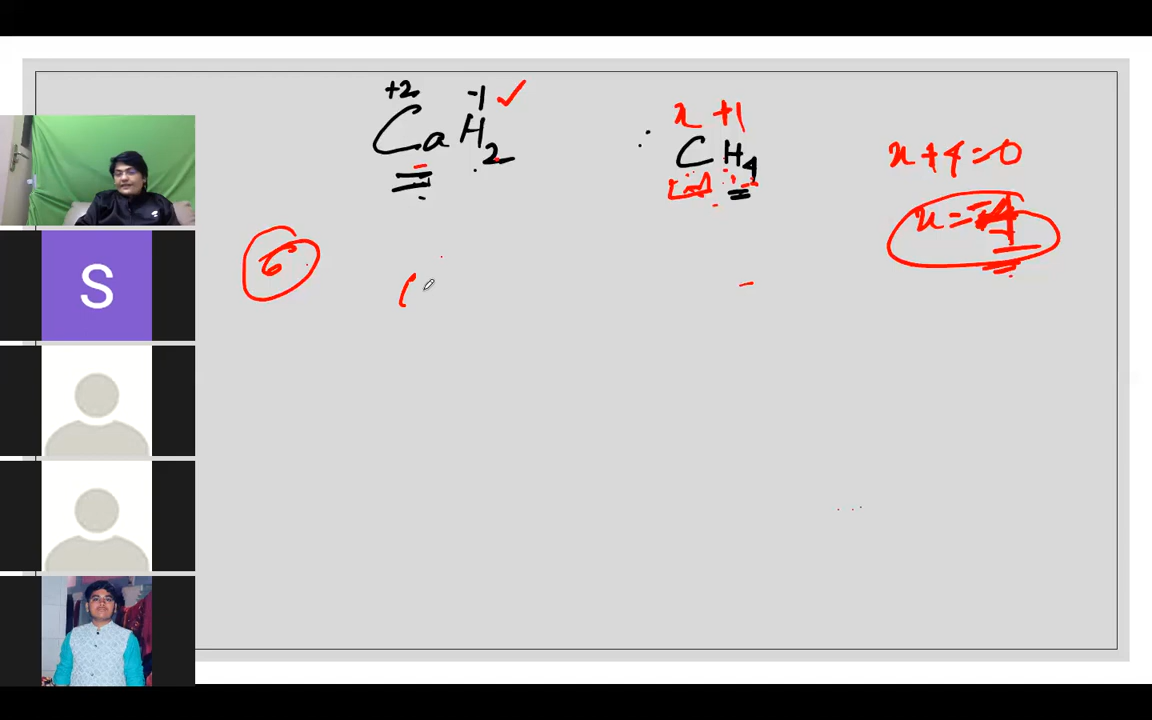 +2 -1 ✓
CaH2
x +1
CH4
x+4=0
x=-4
6
(
-
S